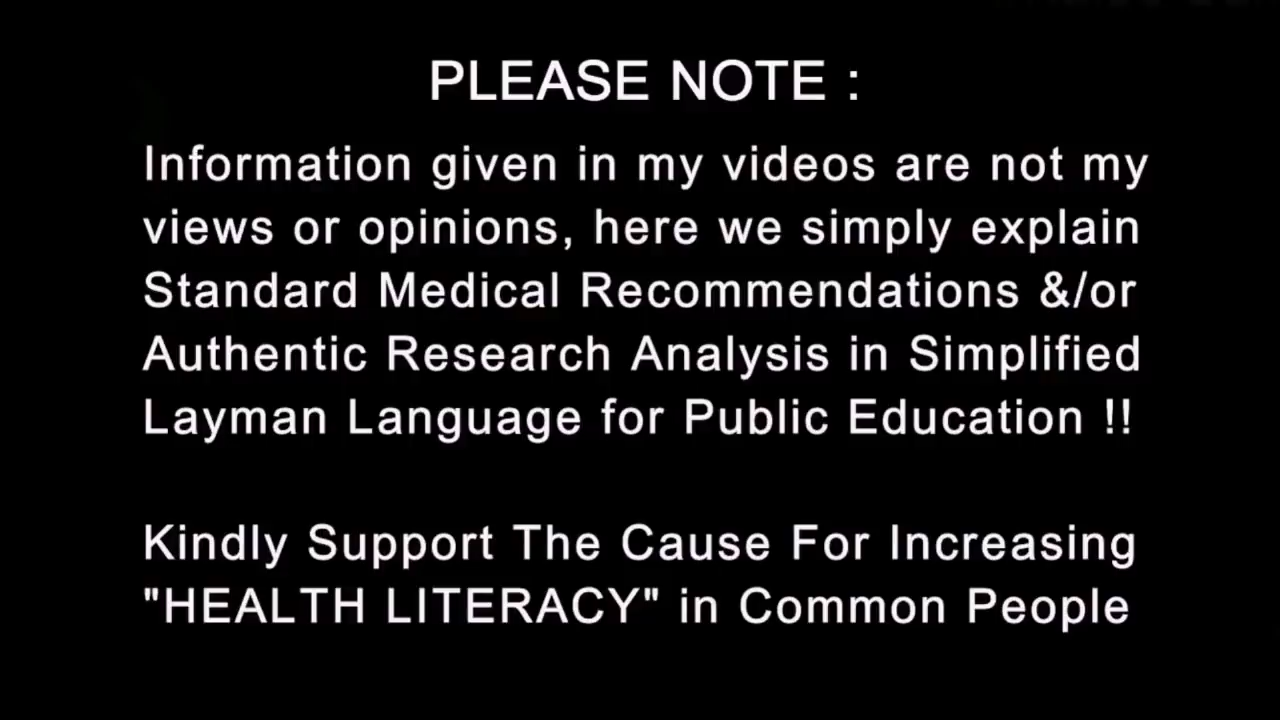 PLEASE NOTE :
Information given in my videos are not my
views or opinions, here we simply explain
Standard Medical Recommendations &/or
Authentic Research Analysis in Simplified
Layman Language for Public Education !!
Kindly Support The Cause For Increasing
"HEALTH LITERACY" in Common People